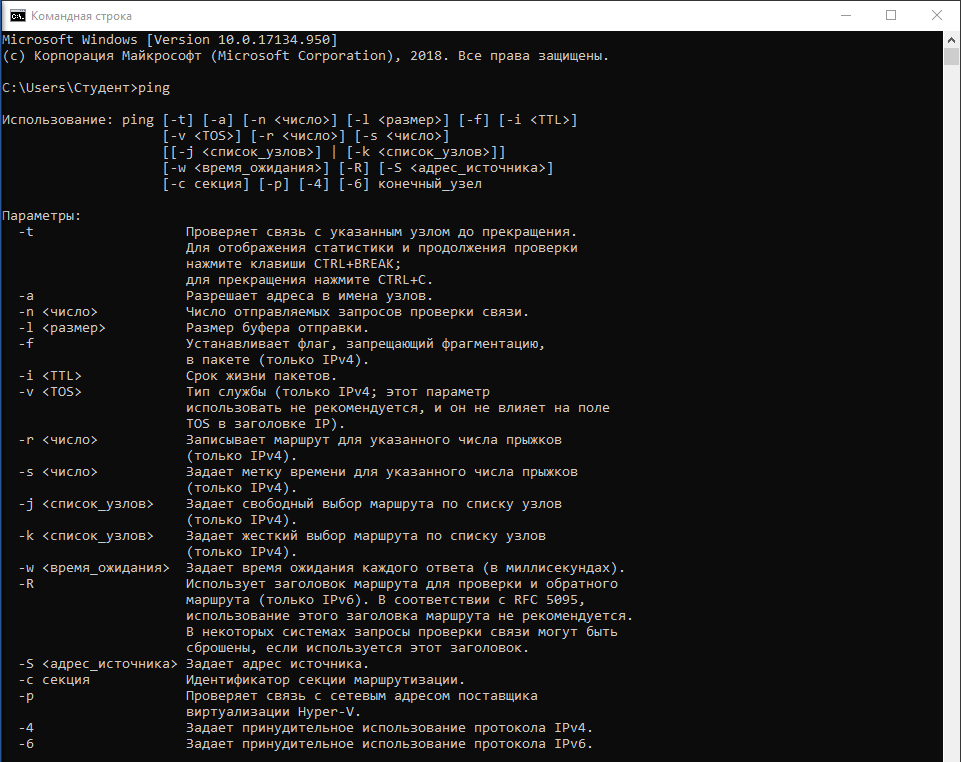 Командная строка
Microsoft Windows [Version 10.0.17134.950]
(c) Корпорация Майкрософт (Microsoft Corporation), 2018. Все права защищены.
C:\Users\Студент>ping
Использование: ping [-t] [-a] [-n <число>] [-l <размер>] [-f] [-i <TTL>]
[-v <TOS>] [-r <число>] [-s <число>]
[[-j <список_узлов>] | [-k <список_узлов>]]
[-w <время_ожидания>] [-R] [-S <адрес_источника>]
[-c секция] [-p] [-4] [-6] конечный_узел
Параметры:
-t Проверяет связь с указанным узлом до прекращения.
Для отображения статистики и продолжения проверки
нажмите клавиши CTRL+BREAK;
для прекращения нажмите CTRL+C.
-a Разрешает адреса в имена узлов.
-n <число> Число отправляемых запросов проверки связи.
-l <размер> Размер буфера отправки.
-f Устанавливает флаг, запрещающий фрагментацию,
в пакете (только IPv4).
-i <TTL> Срок жизни пакетов.
-v <TOS> Тип службы (только IPv4; этот параметр
использовать не рекомендуется, и он не влияет на поле
TOS в заголовке IP).
-r <число> Записывает маршрут для указанного числа прыжков
(только IPv4).
-s <число> Задает метку времени для указанного числа прыжков
(только IPv4).
-j <список_узлов> Задает свободный выбор маршрута по списку узлов
(только IPv4).
-k <список_узлов> Задает жесткий выбор маршрута по списку узлов
(только IPv4).
-w <время_ожидания> Задает время ожидания каждого ответа (в миллисекундах).
-R Использует заголовок маршрута для проверки и обратного
маршрута (только IPv6). В соответствии с RFC 5095,
использование этого заголовка маршрута не рекомендуется.
В некоторых системах запросы проверки связи могут быть
сброшены, если используется этот заголовок.
-S <адрес_источника> Задает адрес источника.
-c секция Идентификатор секции маршрутизации.
-p Проверяет связь с сетевым адресом поставщика
виртуализации Hyper-V.
-4 Задает принудительное использование протокола IPv4.
-6 Задает принудительное использование протокола IPv6.